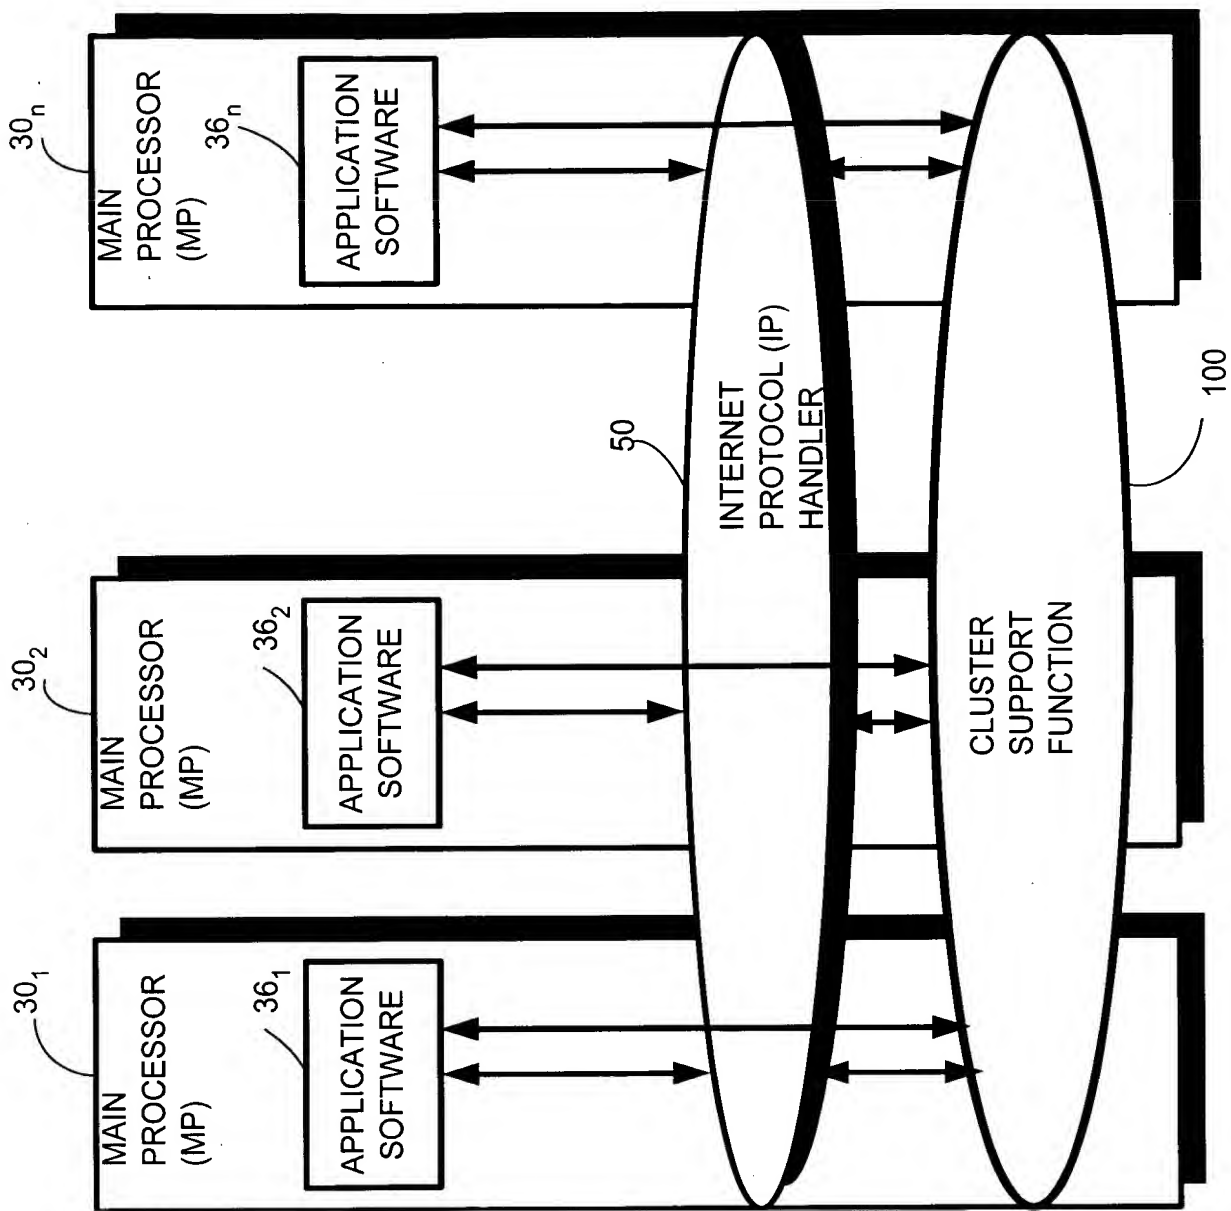 30₁
MAIN
PROCESSOR
(MP)
36₁
APPLICATION
SOFTWARE
30₂
MAIN
PROCESSOR
(MP)
36₂
APPLICATION
SOFTWARE
30ₙ
MAIN
PROCESSOR
(MP)
36ₙ
APPLICATION
SOFTWARE
50
INTERNET
PROTOCOL (IP)
HANDLER
CLUSTER
SUPPORT
FUNCTION
100